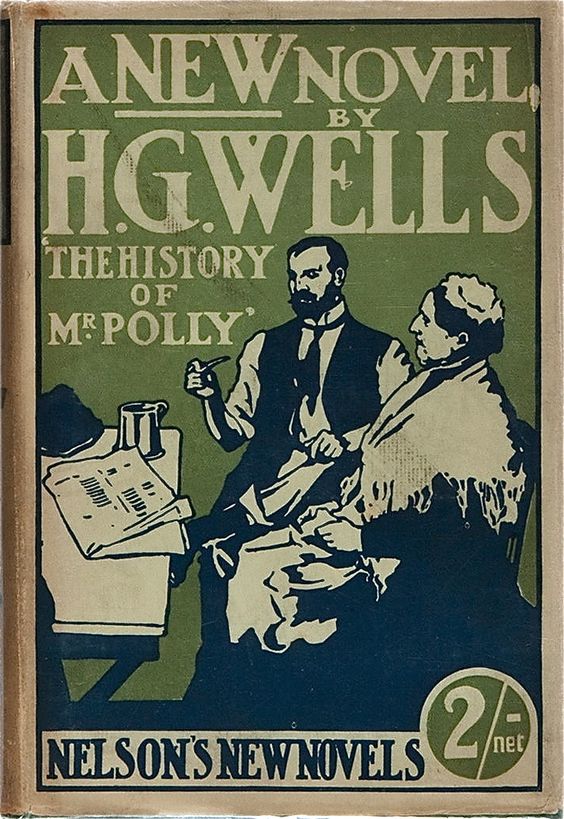 A NEW NOVEL
BY
H.G. WELLS
'THE HISTORY
OF
MR. POLLY'
2/- net
NELSON'S NEW NOVELS